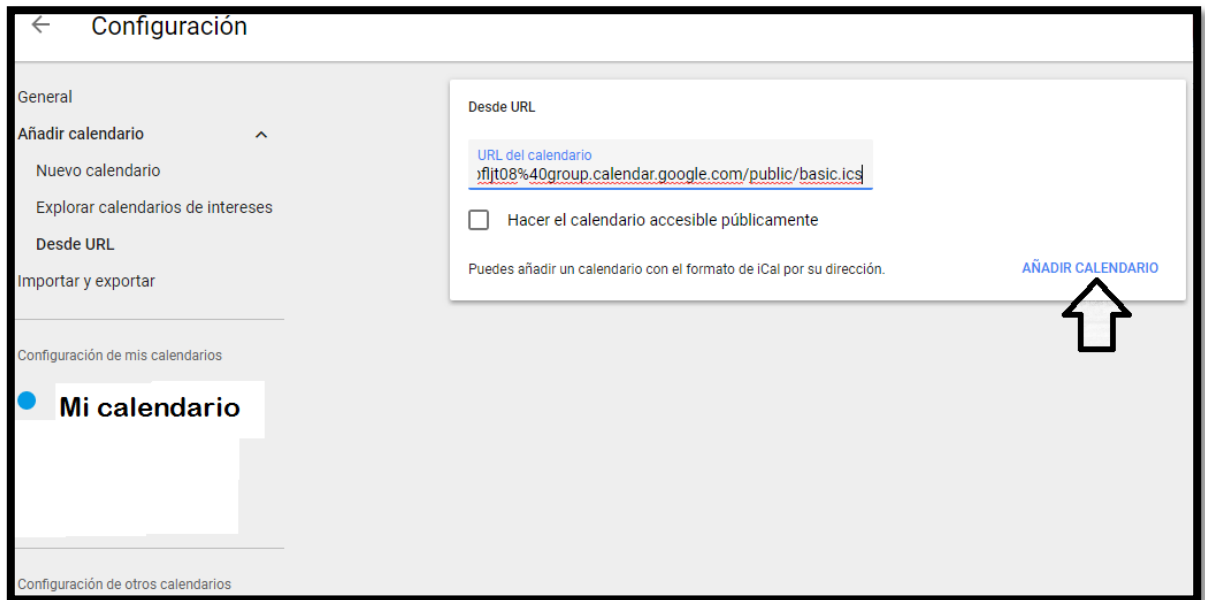 Configuración
General
Añadir calendario
Nuevo calendario
Explorar calendarios de intereses
Desde URL
Importar y exportar
Configuración de mis calendarios
Mi calendario
Configuración de otros calendarios
Desde URL
URL del calendario
ofljt08%40group.calendar.google.com/public/basic.ics
Hacer el calendario accesible públicamente
Puedes añadir un calendario con el formato de iCal por su dirección.
AÑADIR CALENDARIO